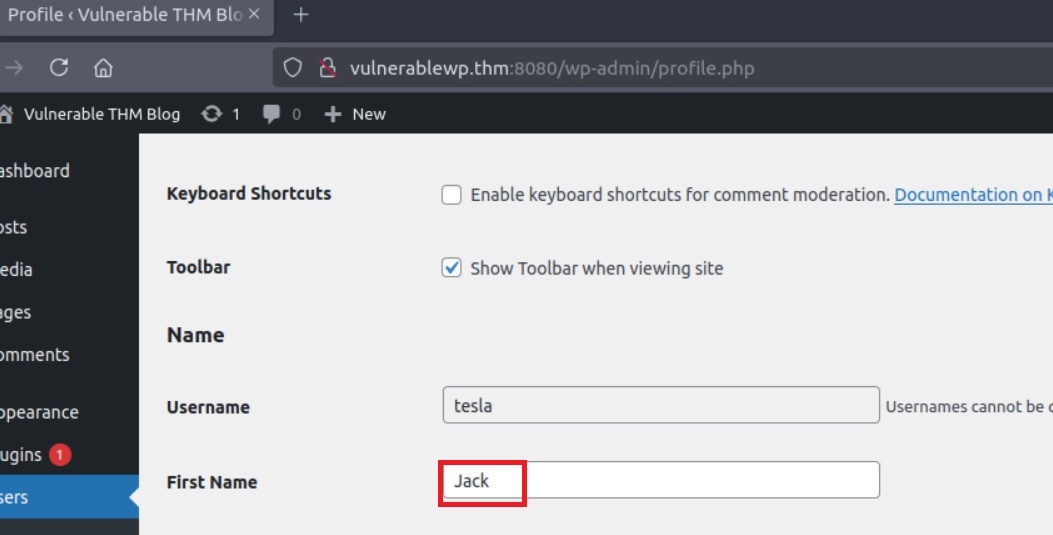 Profile ‹ Vulnerable THM Blo
vulnerablewp.thm:8080/wp-admin/profile.php
Vulnerable THM Blog 1 0 New
ashboard
Keyboard Shortcuts Enable keyboard shortcuts for comment moderation. Documentation on K
osts
edia
Toolbar Show Toolbar when viewing site
ages
Name
omments
ppearance
Username tesla Usernames cannot be c
ugins 1
First Name Jack
sers